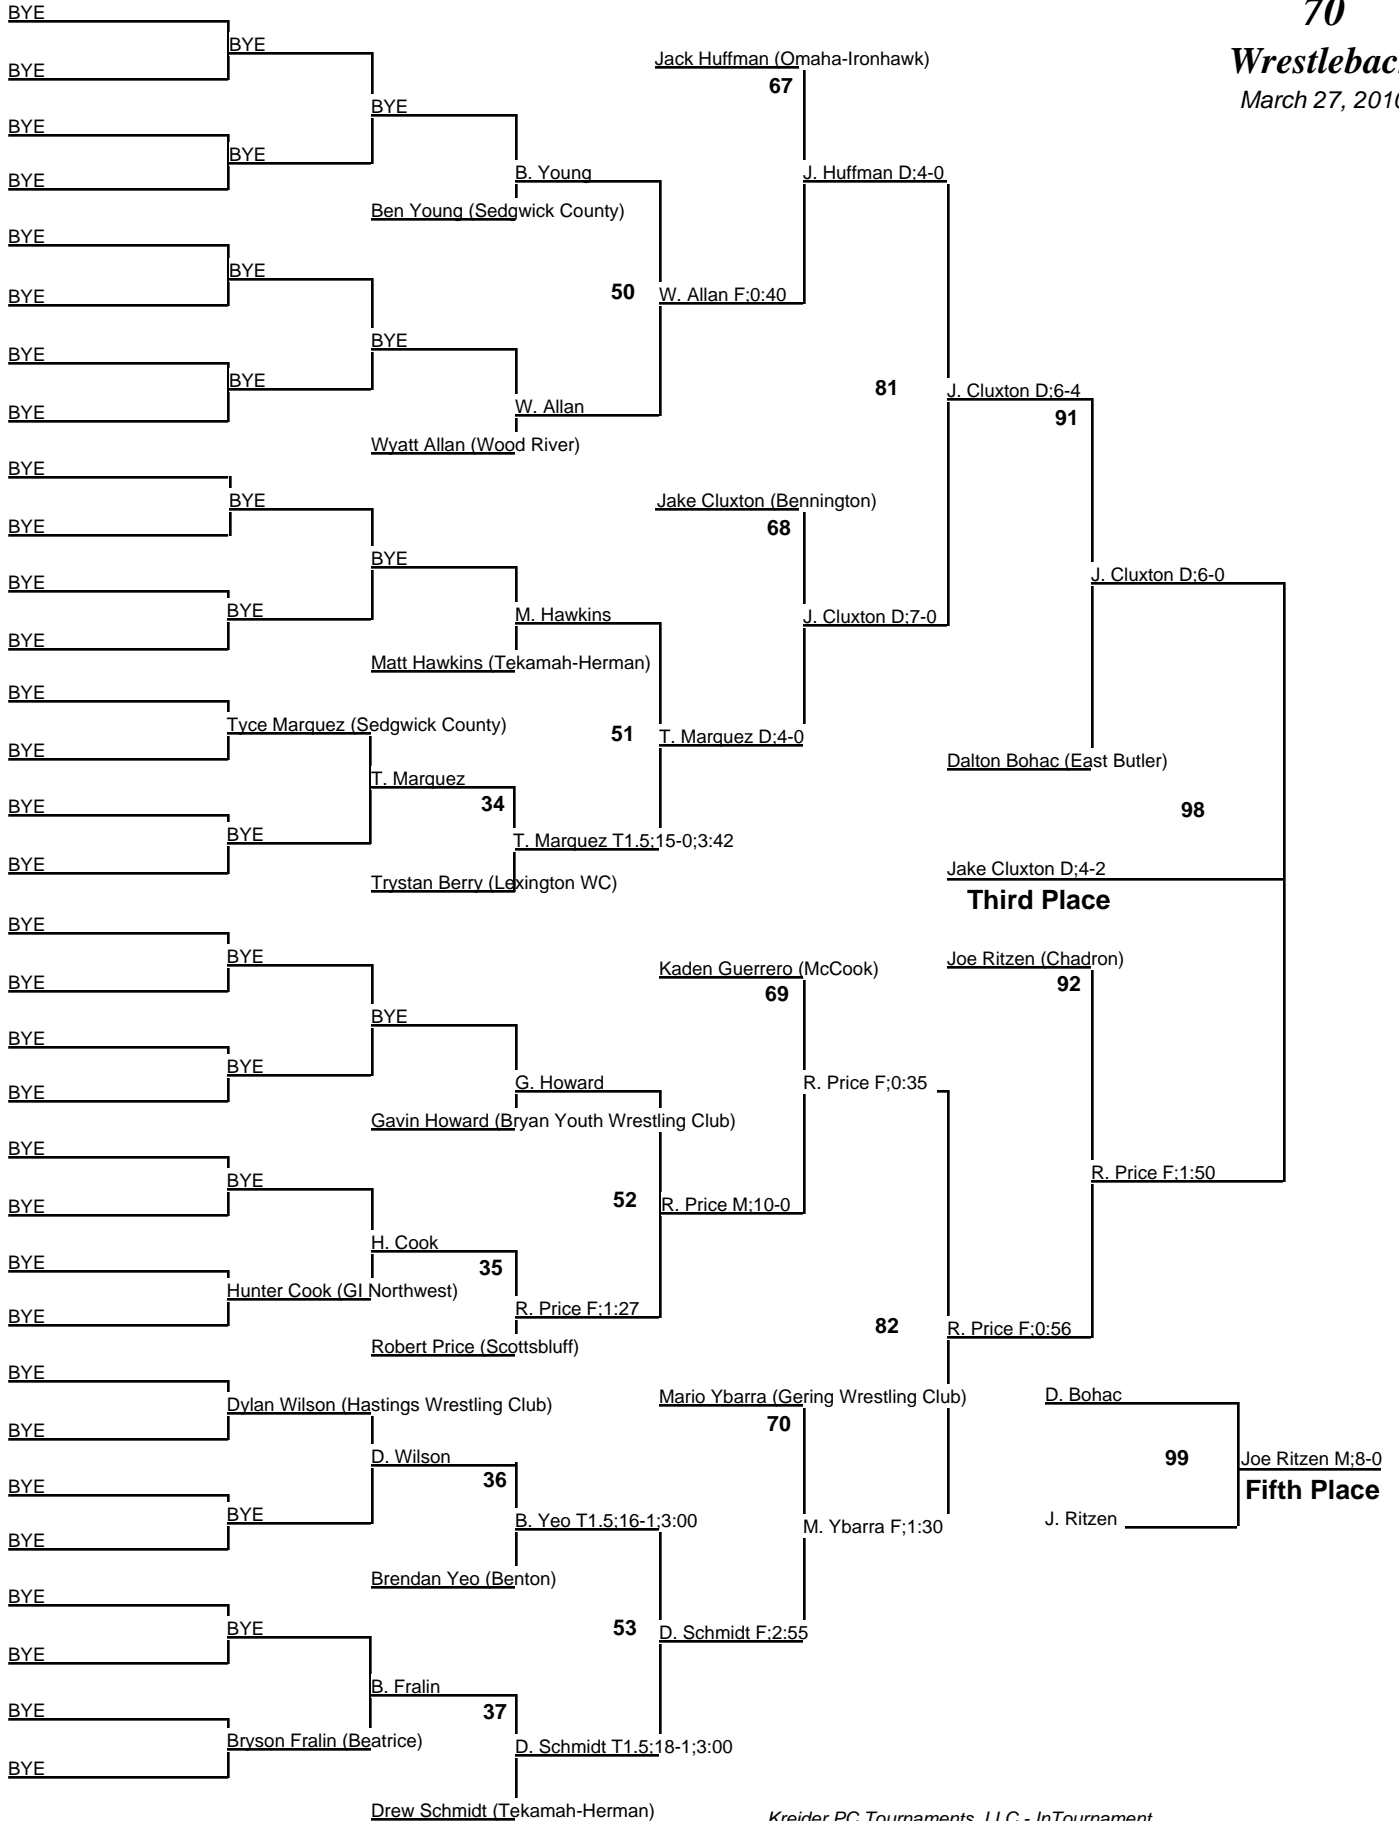 70
Wrestleback
March 27, 2010
BYE
BYE
BYE
BYE
BYE
BYE
BYE
B. Young
Ben Young (Sedgwick County)
BYE
BYE
BYE
BYE
BYE
BYE
BYE
W. Allan
Wyatt Allan (Wood River)
50
W. Allan F;0:40
Jack Huffman (Omaha-Ironhawk)
67
J. Huffman D;4-0
BYE
BYE
BYE
BYE
BYE
BYE
BYE
M. Hawkins
Matt Hawkins (Tekamah-Herman)
BYE
BYE
Tyce Marquez (Sedgwick County)
BYE
BYE
BYE
T. Marquez
34
T. Marquez T1.5;15-0;3:42
Trystan Berry (Lexington WC)
51
T. Marquez D;4-0
Jake Cluxton (Bennington)
68
J. Cluxton D;7-0
81
J. Cluxton D;6-4
91
J. Cluxton D;6-0
Dalton Bohac (East Butler)
98
Jake Cluxton D;4-2
Third Place
BYE
BYE
BYE
BYE
BYE
BYE
BYE
G. Howard
Gavin Howard (Bryan Youth Wrestling Club)
BYE
BYE
BYE
BYE
BYE
Hunter Cook (GI Northwest)
H. Cook
35
R. Price F;1:27
Robert Price (Scottsbluff)
52
R. Price M;10-0
Kaden Guerrero (McCook)
69
R. Price F;0:35
Joe Ritzen (Chadron)
92
R. Price F;1:50
82
R. Price F;0:56
BYE
BYE
Dylan Wilson (Hastings Wrestling Club)
BYE
BYE
BYE
D. Wilson
36
B. Yeo T1.5;16-1;3:00
Brendan Yeo (Benton)
BYE
BYE
BYE
BYE
BYE
Bryson Fralin (Beatrice)
B. Fralin
37
D. Schmidt T1.5;18-1;3:00
Drew Schmidt (Tekamah-Herman)
53
D. Schmidt F;2:55
Mario Ybarra (Gering Wrestling Club)
70
M. Ybarra F;1:30
D. Bohac
99
J. Ritzen
Joe Ritzen M;8-0
Fifth Place
Kreider PC Tournaments, LLC - InTournament